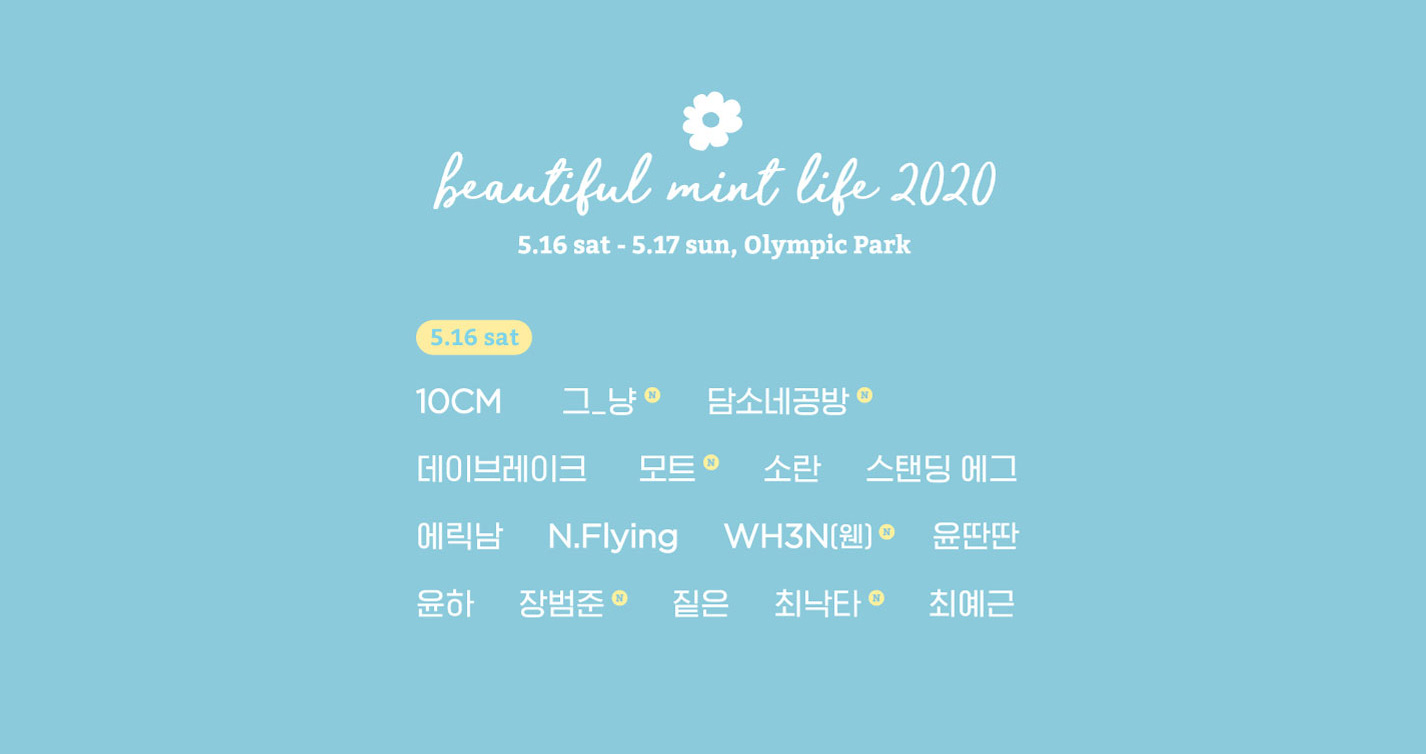 beautiful mint life 2020
5.16 sat - 5.17 sun, Olympic Park
5.16 sat
10CM 그_냥 N 담소네공방 N
데이브레이크 모트 N 소란 스탠딩 에그
에릭남 N.Flying WH3N(웬) N 윤딴딴
윤하 장범준 N 짙은 최낙타 N 최예근